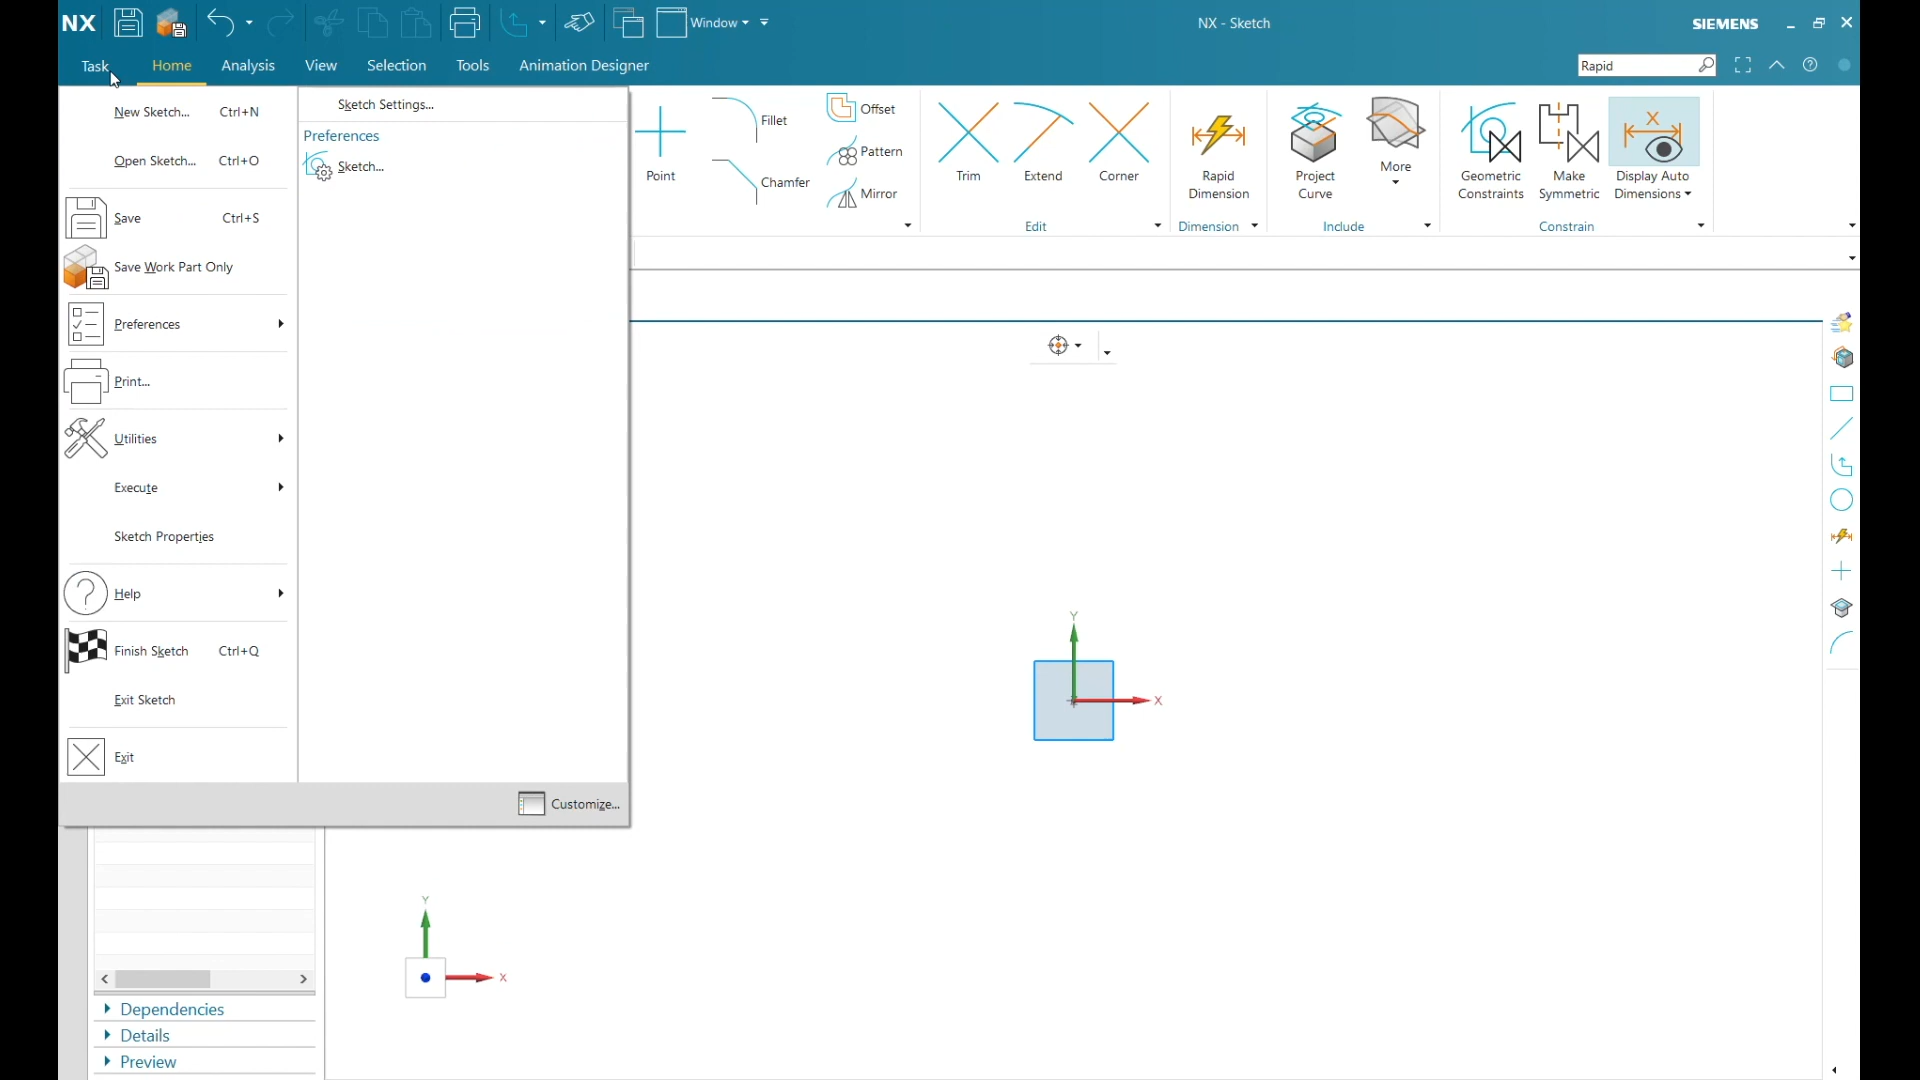 NX
Window
NX - Sketch
SIEMENS
Task
Home
Analysis
View
Selection
Tools
Animation Designer
Rapid
New Sketch... Ctrl+N
Open Sketch... Ctrl+O
Save Ctrl+S
Save Work Part Only
Preferences
Print...
Utilities
Execute
Sketch Properties
Help
Finish Sketch Ctrl+Q
Exit Sketch
Exit
Sketch Settings...
Preferences
Sketch...
Customize...
Point
Fillet
Chamfer
Offset
Pattern
Mirror
Trim
Extend
Corner
Edit
Rapid
Dimension
Dimension
Project
Curve
More
Include
Geometric
Constraints
Make
Symmetric
X
Display Auto
Dimensions
Constrain
Y
X
Y
X
Dependencies
Details
Preview